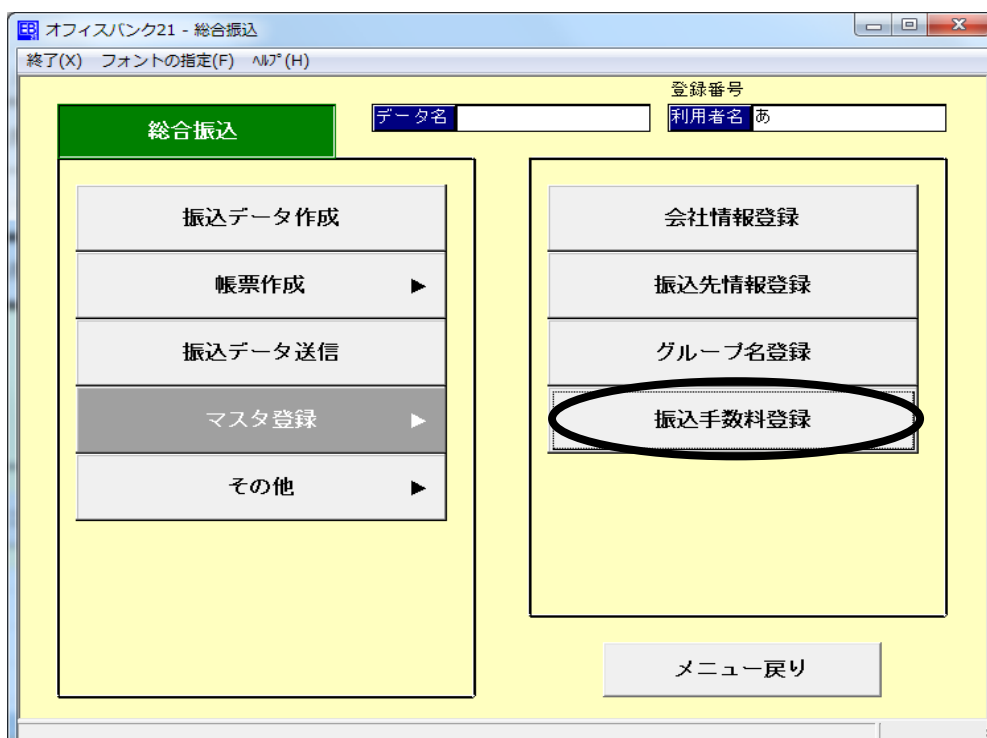 EB オフィスバンク21 - 総合振込
終了(X) フォントの指定(F) ﾍﾙﾌﾟ(H)
登録番号
総合振込
データ名
利用者名 あ
振込データ作成
帳票作成 ▶
振込データ送信
マスタ登録 ▶
その他 ▶
会社情報登録
振込先情報登録
グループ名登録
振込手数料登録
メニュー戻り